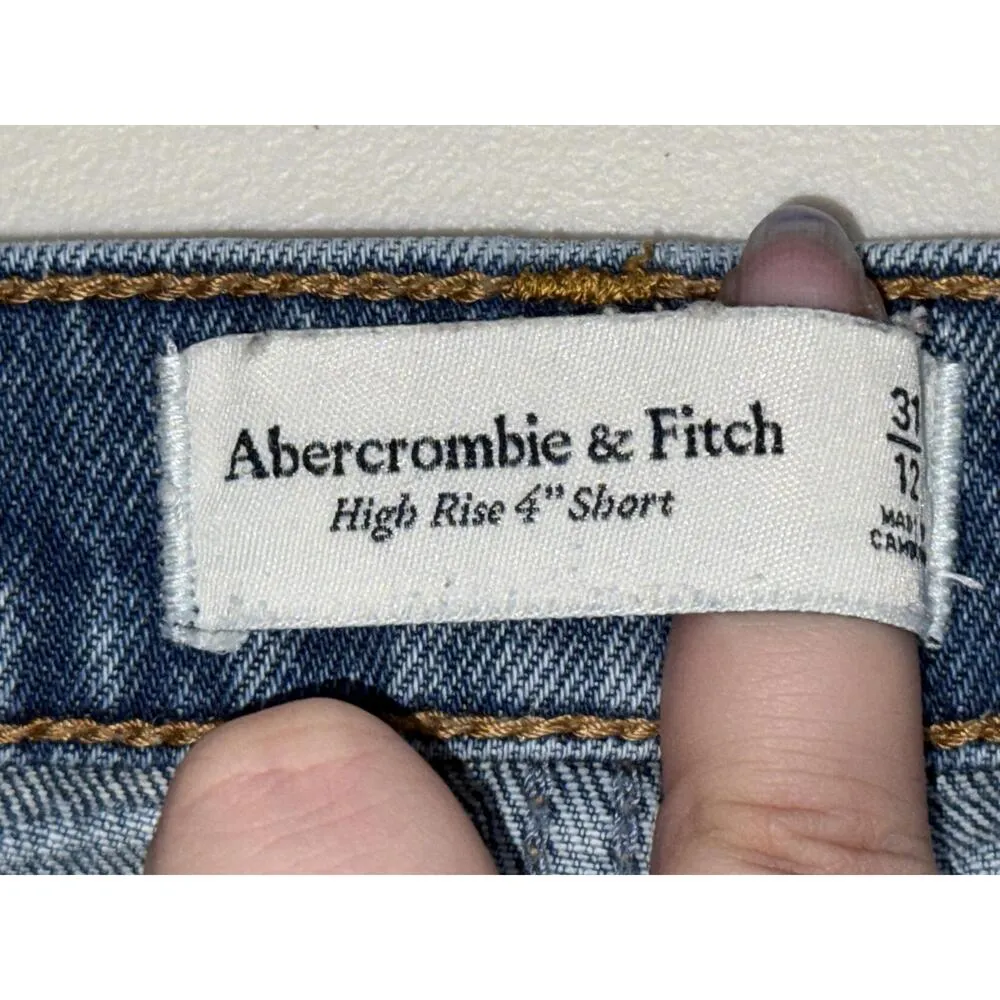 Abercrombie & Fitch
High Rise 4" Short
31
12